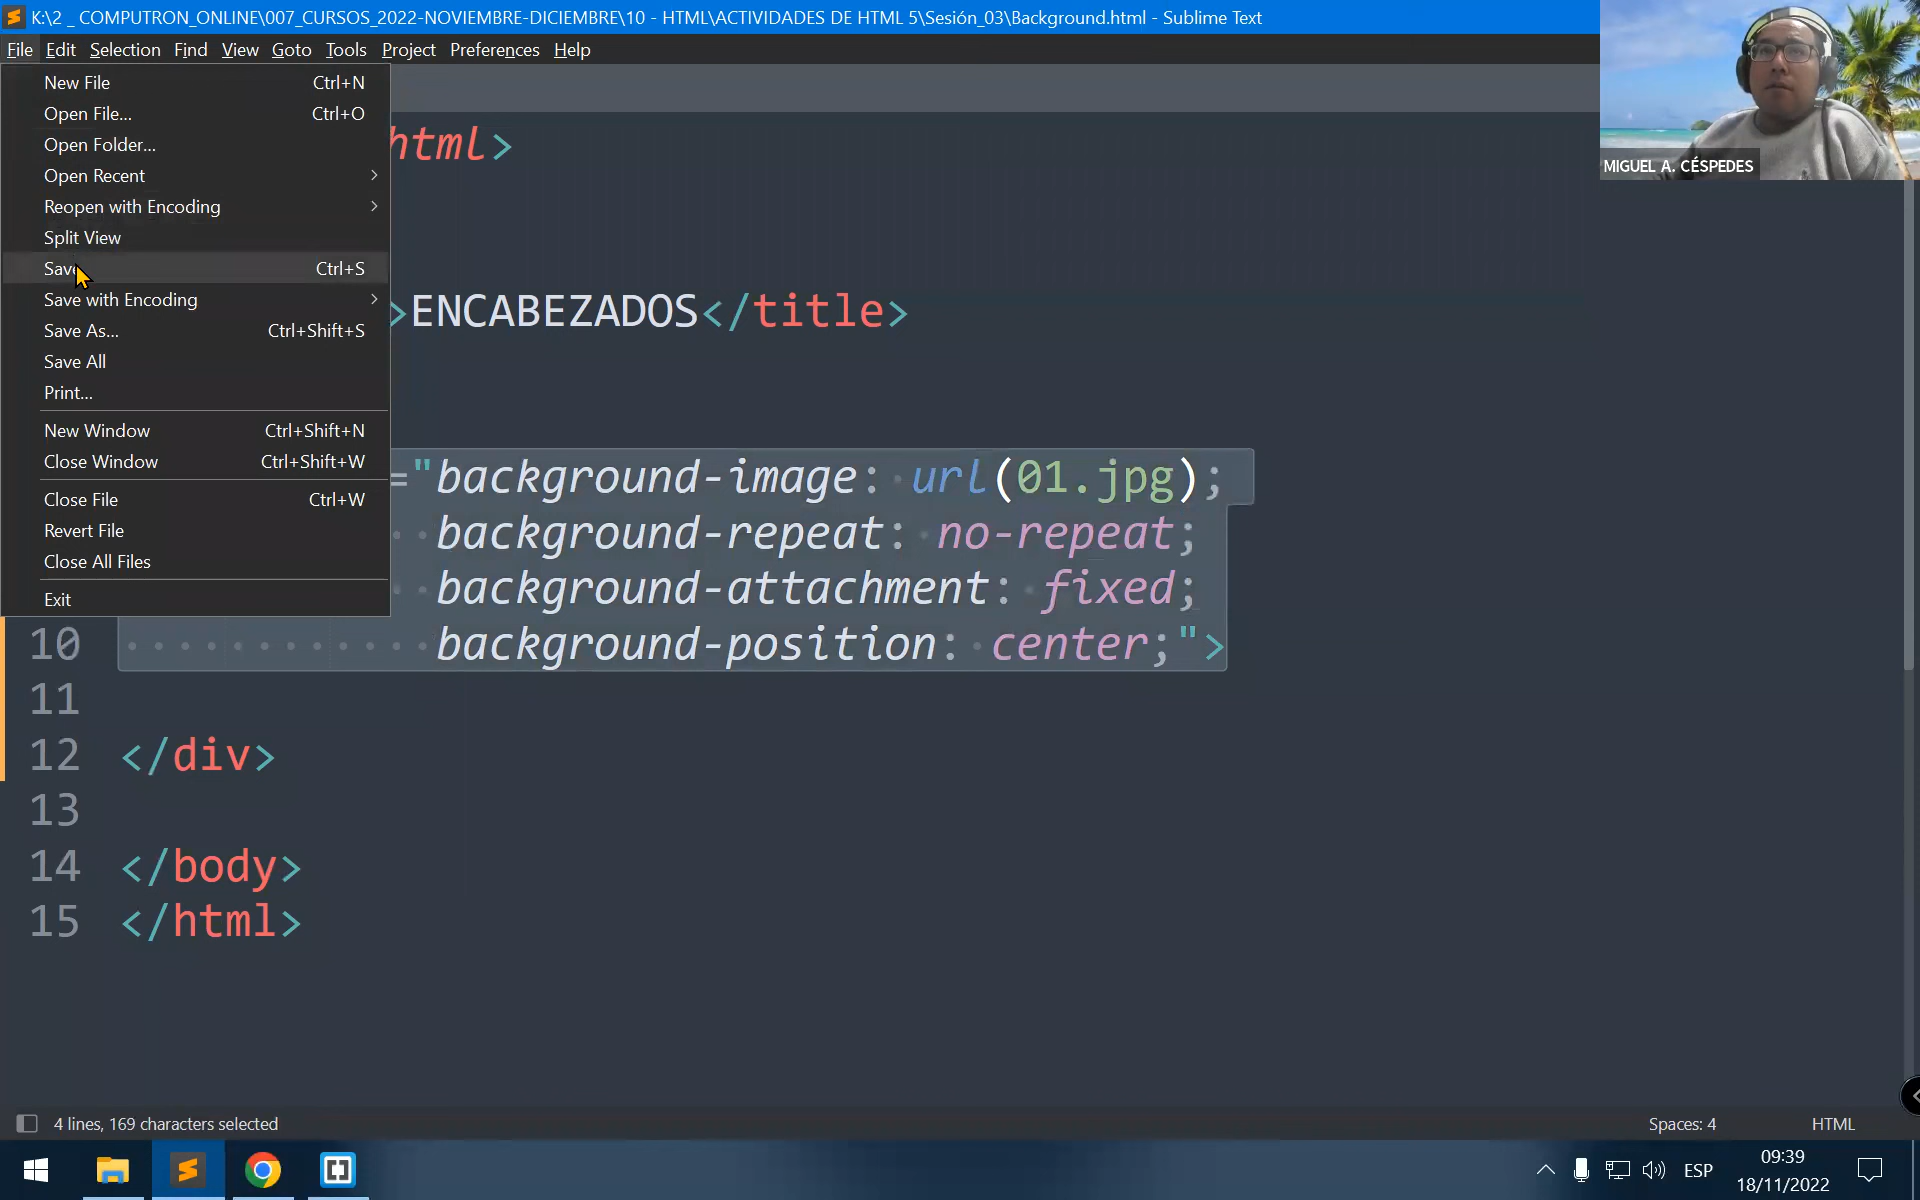 K:\2 _ COMPUTRON_ONLINE\007_CURSOS_2022-NOVIEMBRE-DICIEMBRE\10 - HTML\ACTIVIDADES DE HTML 5\Sesión_03\Background.html - Sublime Text
File Edit Selection Find View Goto Tools Project Preferences Help
New File Ctrl+N
Open File... Ctrl+O
Open Folder...
Open Recent
Reopen with Encoding
Split View
Save Ctrl+S
Save with Encoding
Save As... Ctrl+Shift+S
Save All
Print...
New Window Ctrl+Shift+N
Close Window Ctrl+Shift+W
Close File Ctrl+W
Revert File
Close All Files
Exit
MIGUEL A. CÉSPEDES
html>
>ENCABEZADOS</title>
="background-image: url(01.jpg);
background-repeat: no-repeat;
background-attachment: fixed;
10 background-position: center;">
11
12 </div>
13
14 </body>
15 </html>
4 lines, 169 characters selected
Spaces: 4
HTML
ESP
09:39
18/11/2022